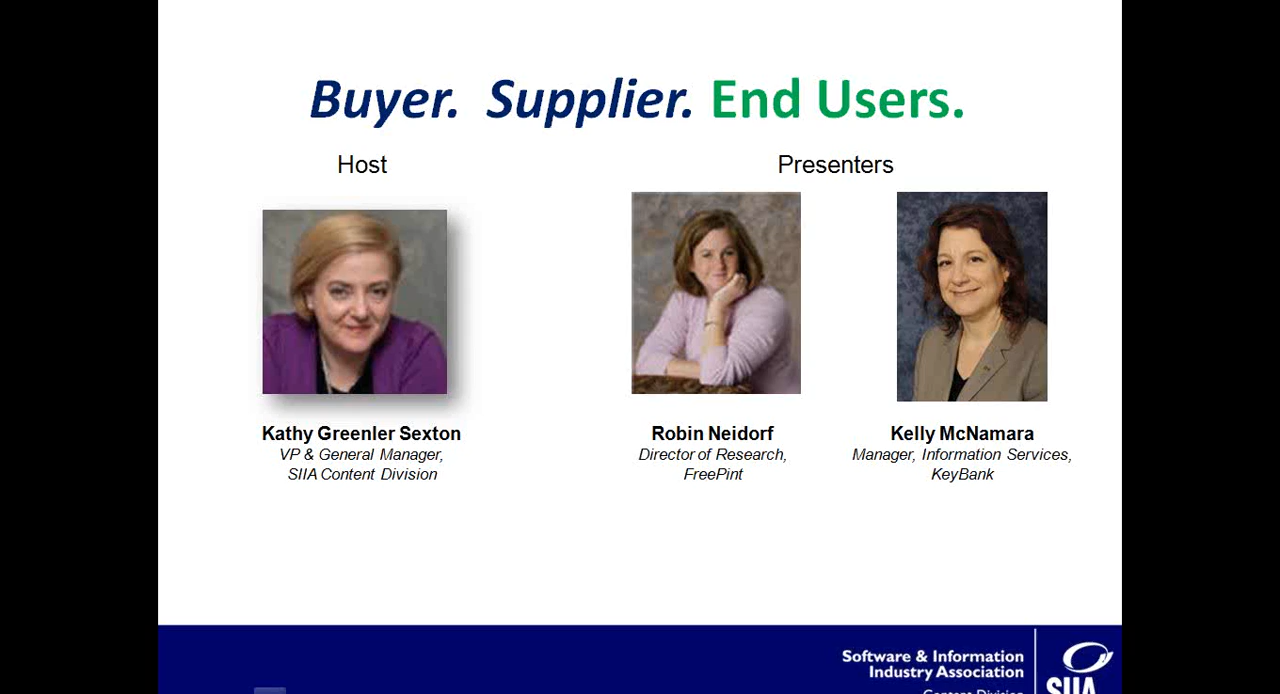 Buyer. Supplier. End Users.
Host
Presenters
Kathy Greenler Sexton
VP & General Manager,
SIIA Content Division
Robin Neidorf
Director of Research,
FreePint
Kelly McNamara
Manager, Information Services,
KeyBank
Software & Information
Industry Association
Content Division
SIIA